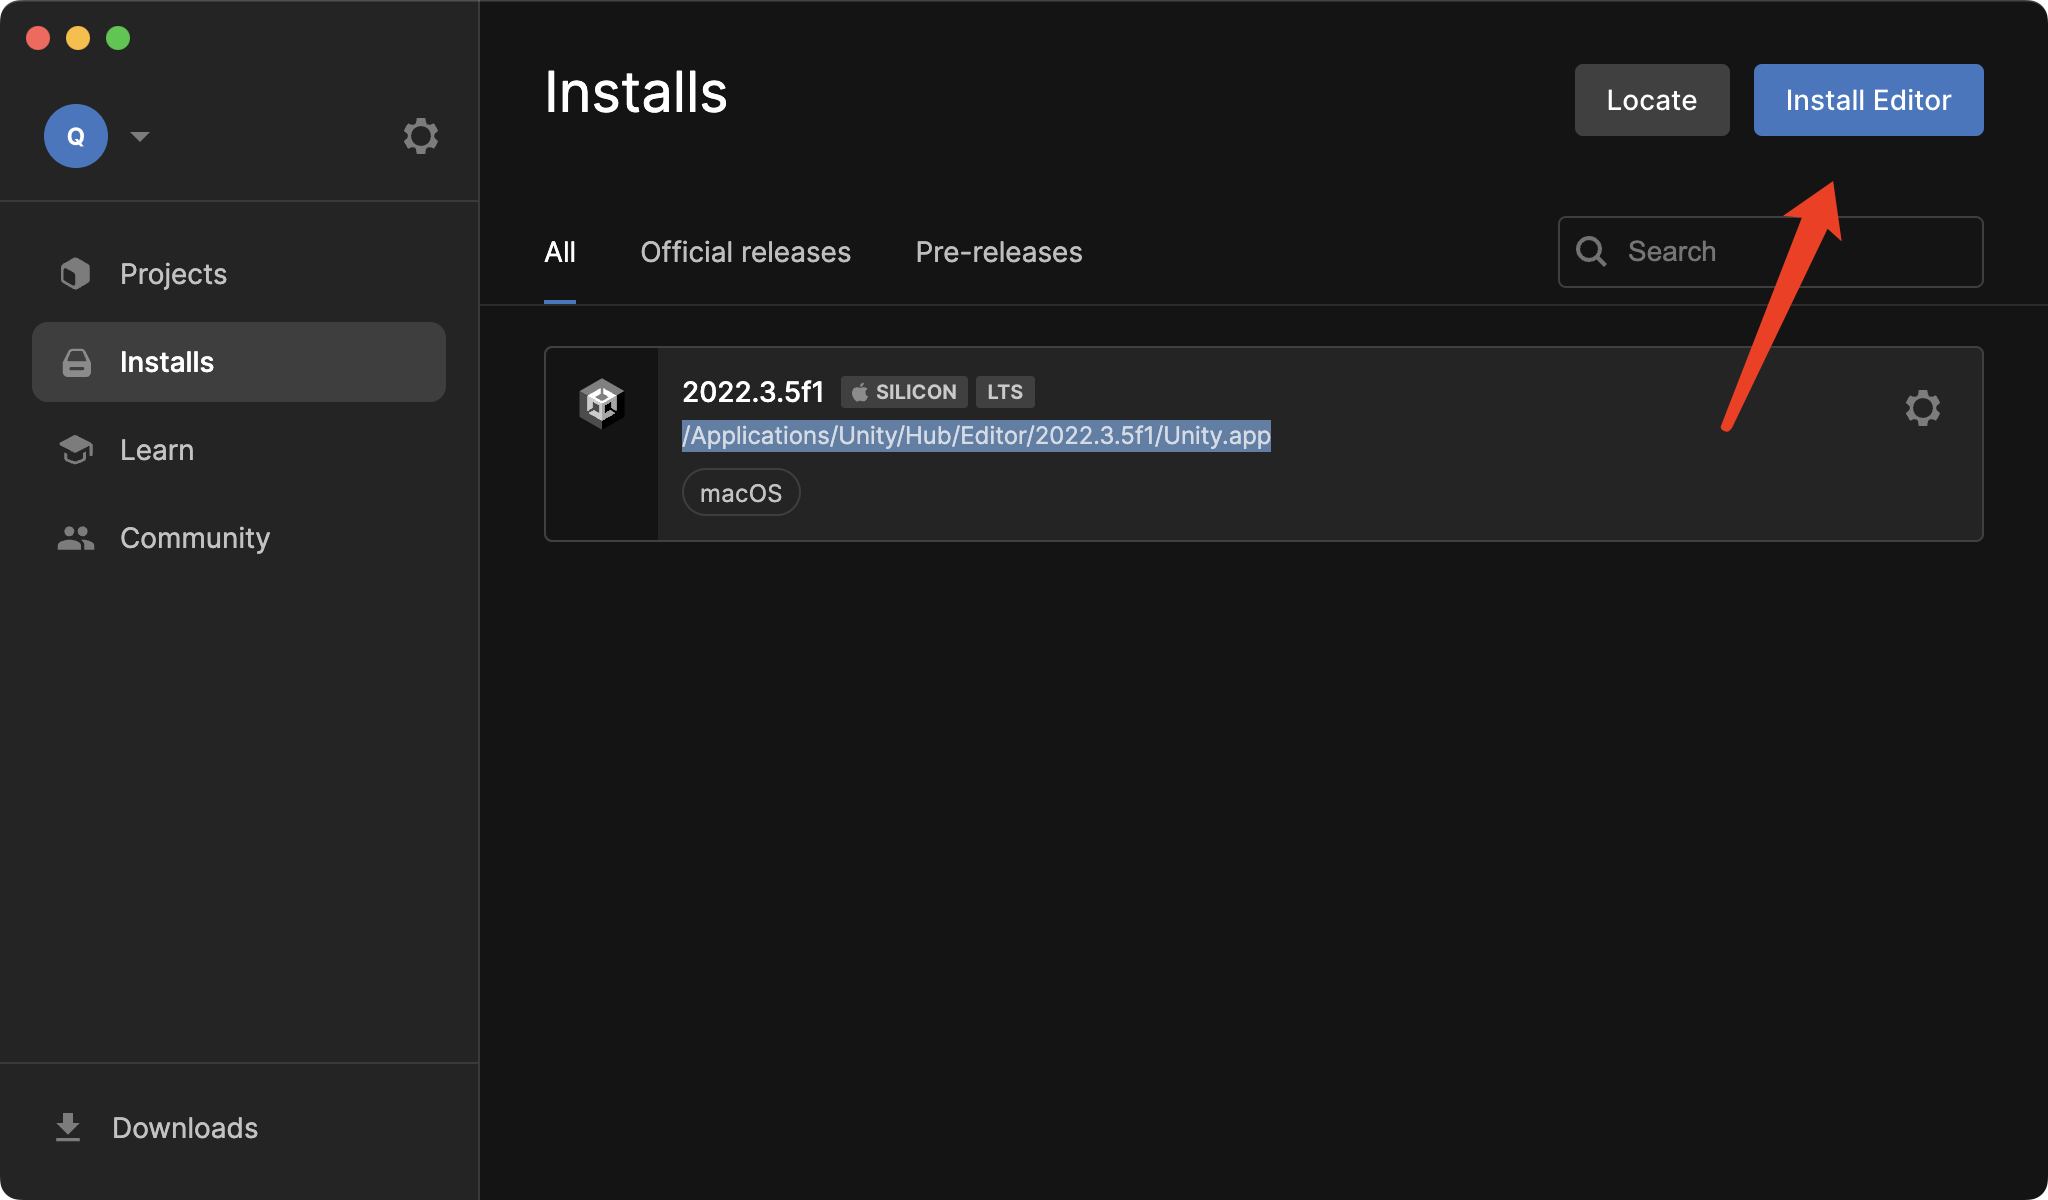 Q
Projects
Installs
Learn
Community
Downloads
Installs
Locate
Install Editor
All
Official releases
Pre-releases
Search
2022.3.5f1
SILICON
LTS
/Applications/Unity/Hub/Editor/2022.3.5f1/Unity.app
macOS